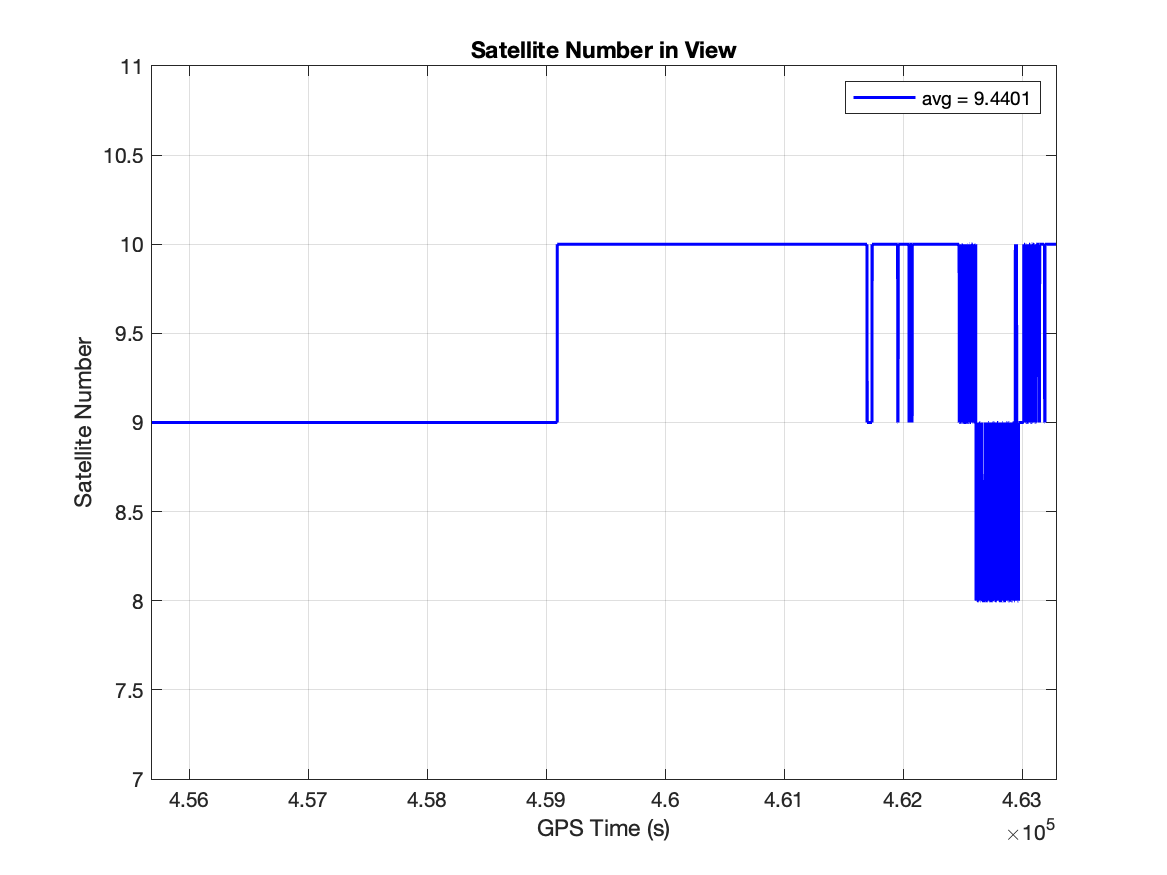 Satellite Number in View
avg = 9.4401
11
10.5
10
9.5
9
8.5
8
7.5
7
Satellite Number
4.56 4.57 4.58 4.59 4.6 4.61 4.62 4.63
GPS Time (s)
×10⁵